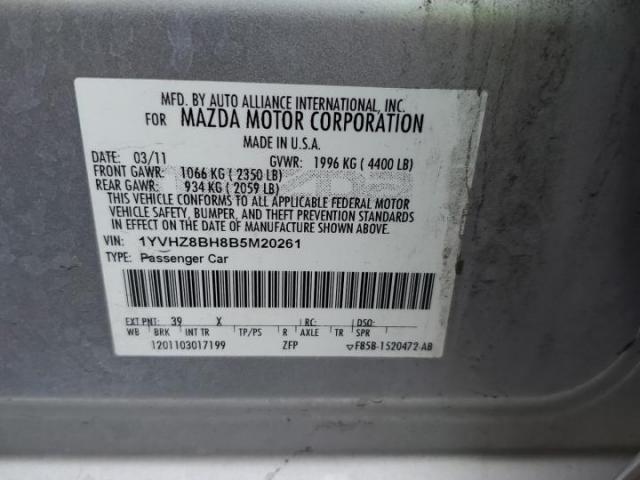 MFD. BY AUTO ALLIANCE INTERNATIONAL, INC.
FOR MAZDA MOTOR CORPORATION
MADE IN U.S.A.
DATE: 03/11 GVWR: 1996 KG ( 4400 LB)
FRONT GAWR: 1066 KG ( 2350 LB)
REAR GAWR: 934 KG ( 2059 LB)
THIS VEHICLE CONFORMS TO ALL APPLICABLE FEDERAL MOTOR
VEHICLE SAFETY, BUMPER, AND THEFT PREVENTION STANDARDS
IN EFFECT ON THE DATE OF MANUFACTURE SHOWN ABOVE.
VIN: 1YVHZ8BH8B5M20261
TYPE: Passenger Car
EXT PNT: 39 X RC: DSO:
WB BRK INT TR TP/PS R AXLE TR SPR
1201103017199 ZFP ▽F85B-1520472-AB